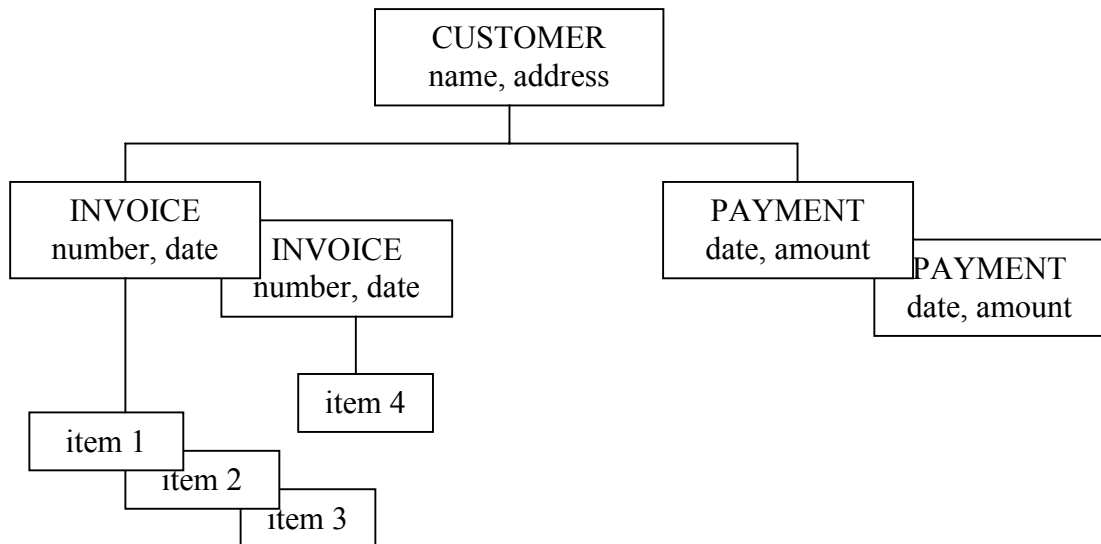 CUSTOMER
name, address
INVOICE
number, date
INVOICE
number, date
PAYMENT
date, amount
PAYMENT
date, amount
item 4
item 1
item 2
item 3